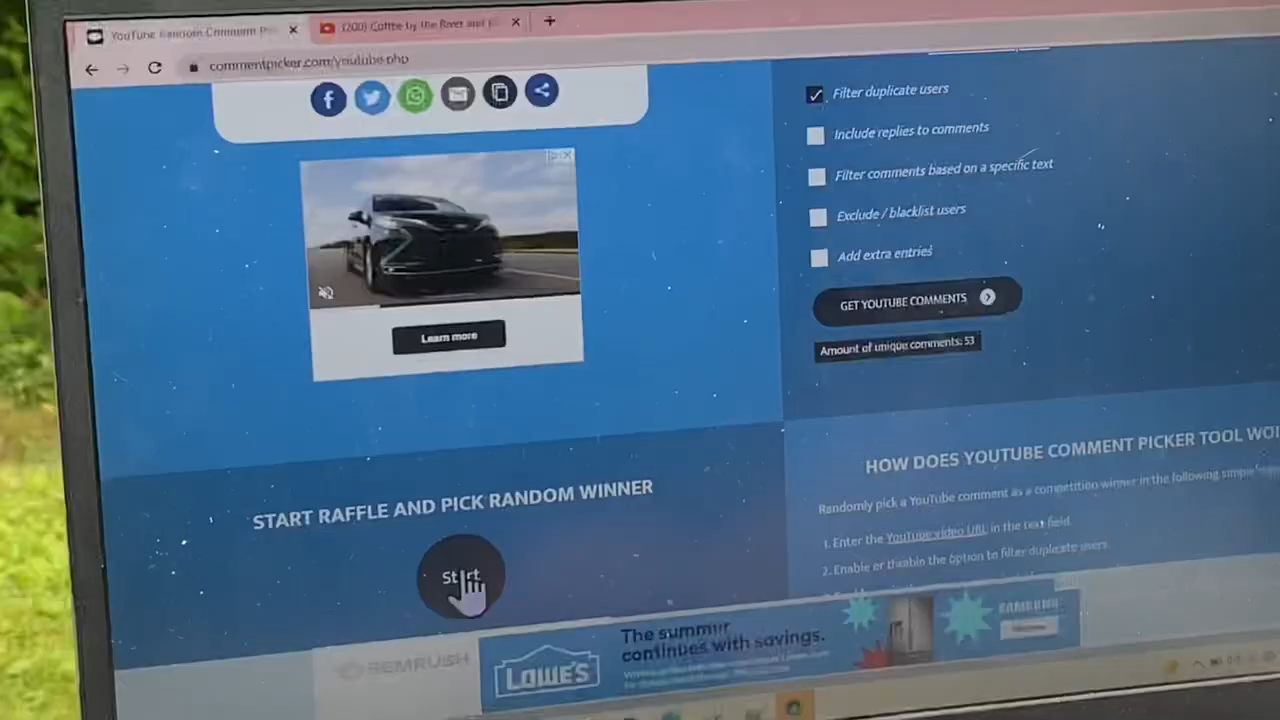 YouTube Random Comment Pi
(200) Coffee by the River and
commentpicker.com/youtube.php
Filter duplicate users
Include replies to comments
Filter comments based on a specific text
Exclude / blacklist users
Add extra entries
GET YOUTUBE COMMENTS
Amount of unique comments: 53
Learn more
START RAFFLE AND PICK RANDOM WINNER
Start
HOW DOES YOUTUBE COMMENT PICKER TOOL WO
Randomly pick a YouTube comment as a competition winner in the following simple
1. Enter the YouTube video URL in the text field.
2. Enable or disable the option to filter duplicate users.
SEMRUSH
LOWE'S
The summer
continues with savings.
SAMSUNG